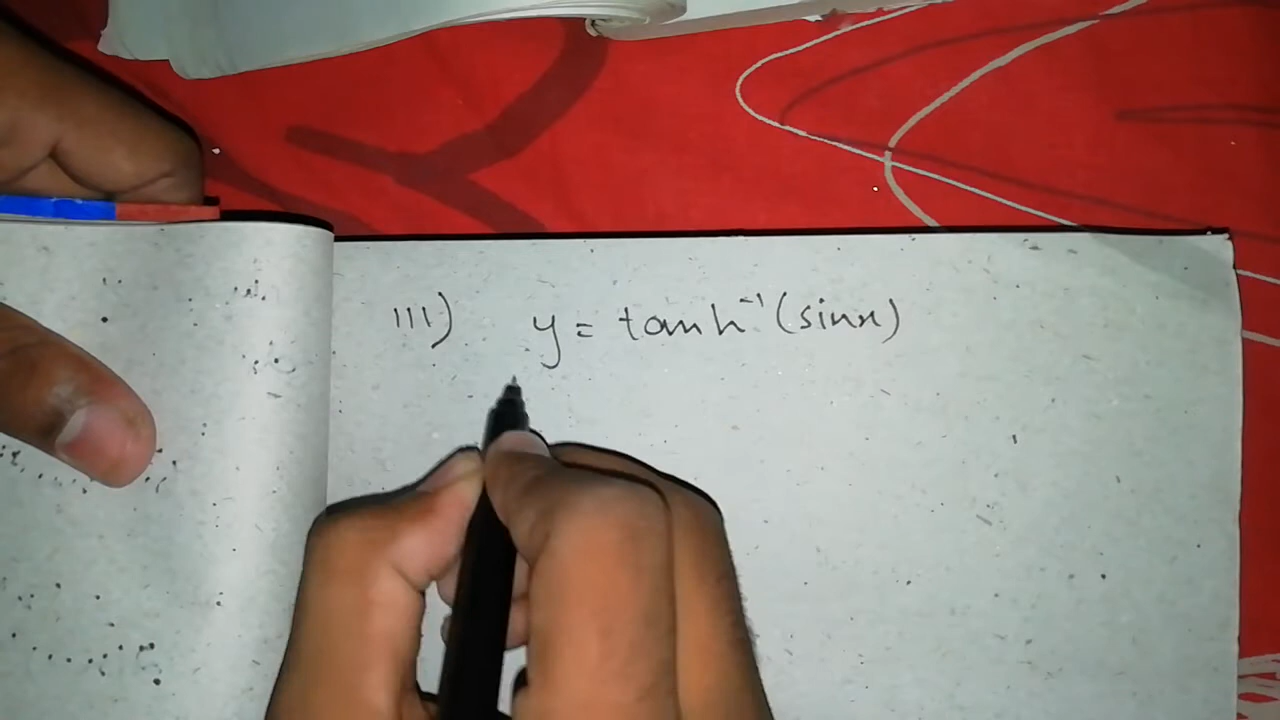 III) y = tanh⁻¹(sinx)